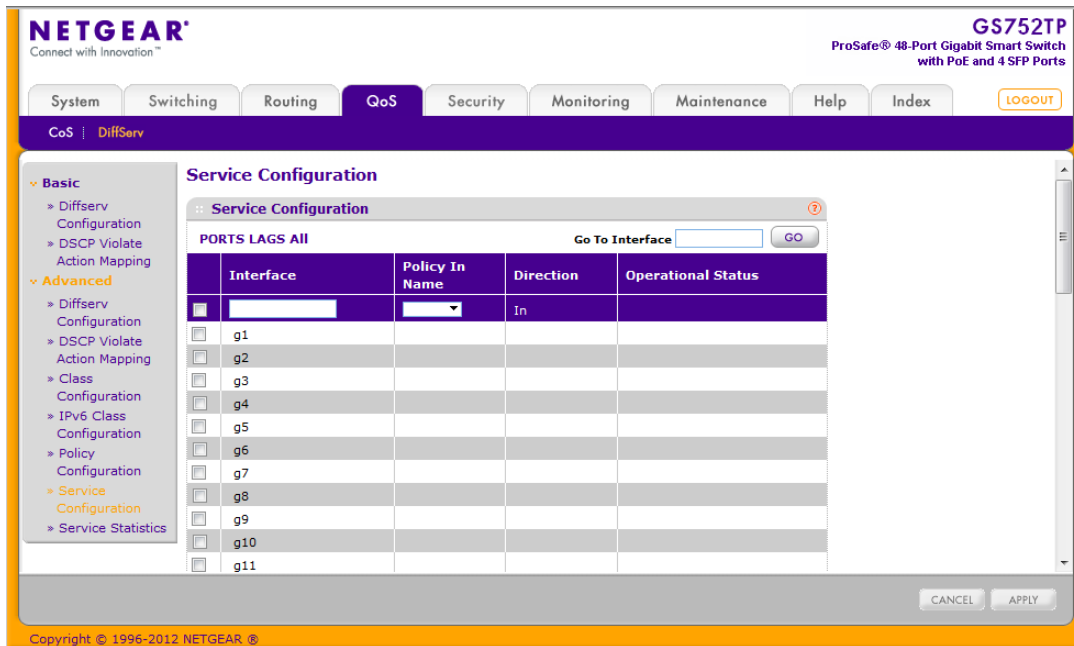 NETGEAR®
Connect with Innovation™
GS752TP
ProSafe® 48-Port Gigabit Smart Switch
with PoE and 4 SFP Ports
System Switching Routing QoS Security Monitoring Maintenance Help Index LOGOUT
CoS DiffServ
Basic
» Diffserv
Configuration
» DSCP Violate
Action Mapping
Advanced
» Diffserv
Configuration
» DSCP Violate
Action Mapping
» Class
Configuration
» IPv6 Class
Configuration
» Policy
Configuration
» Service
Configuration
» Service Statistics
Service Configuration
Service Configuration ?
PORTS LAGS All Go To Interface GO
Interface Policy In Name Direction Operational Status
In
g1
g2
g3
g4
g5
g6
g7
g8
g9
g10
g11
CANCEL APPLY
Copyright © 1996-2012 NETGEAR ®